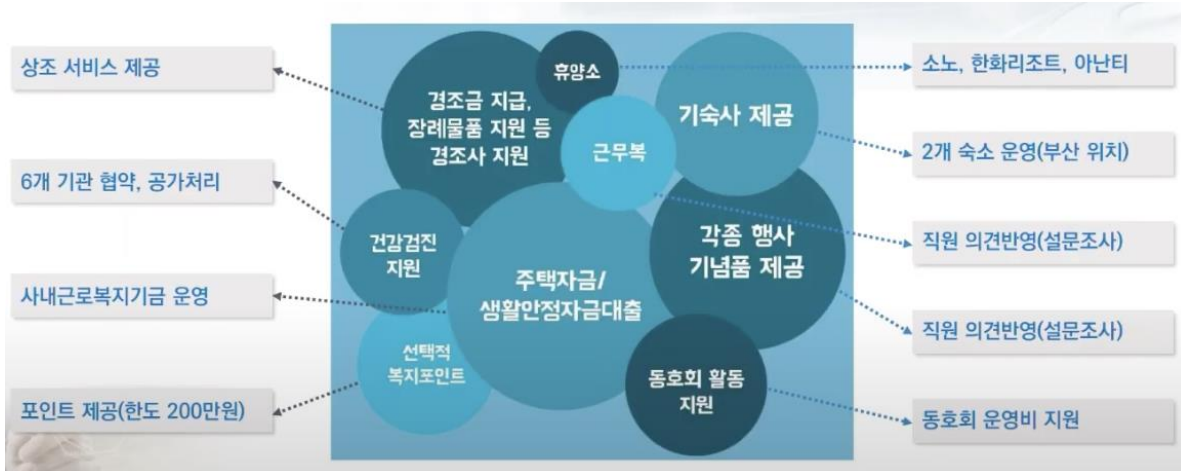 상조 서비스 제공
6개 기관 협약, 공가처리
사내근로복지기금 운영
포인트 제공(한도 200만원)
경조금 지급,
장례물품 지원 등
경조사 지원
휴양소
근무복
기숙사 제공
건강검진
지원
주택자금/
생활안정자금대출
각종 행사
기념품 제공
선택적
복지포인트
동호회 활동
지원
소노, 한화리조트, 아난티
2개 숙소 운영(부산 위치)
직원 의견반영(설문조사)
직원 의견반영(설문조사)
동호회 운영비 지원